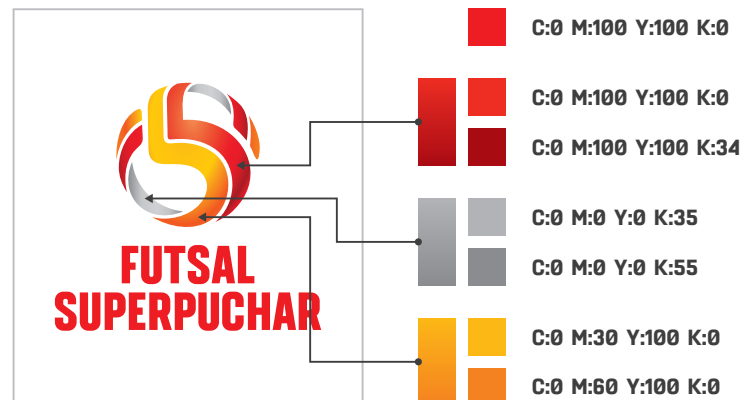 FUTSAL
SUPERPUCHAR
C:0 M:100 Y:100 K:0
C:0 M:100 Y:100 K:0
C:0 M:100 Y:100 K:34
C:0 M:0 Y:0 K:35
C:0 M:0 Y:0 K:55
C:0 M:30 Y:100 K:0
C:0 M:60 Y:100 K:0